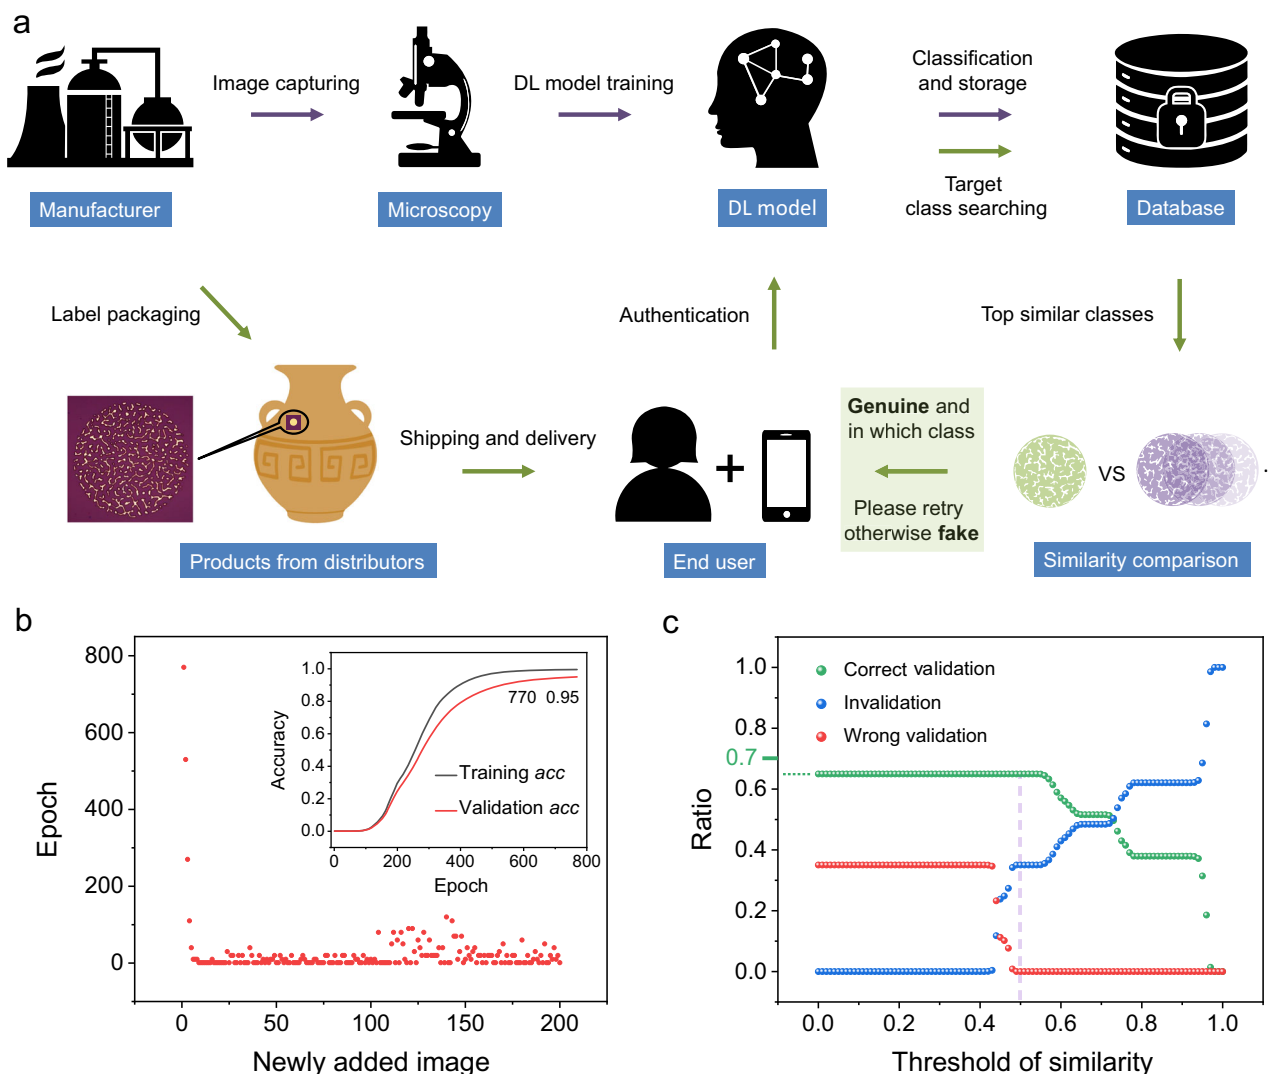 a
Image capturing
DL model training
Classification
and storage
Target
class searching
Manufacturer
Microscopy
DL model
Database
Label packaging
Authentication
Top similar classes
Shipping and delivery
Genuine and
in which class
Please retry
otherwise fake
VS
Products from distributors
End user
Similarity comparison
b
800
600
400
200
0
Epoch
0
50
100
150
200
Newly added image
1.0
0.8
0.6
0.4
0.2
0.0
Accuracy
770 0.95
Training acc
Validation acc
0
200
400
600
800
Epoch
c
1.0
0.8
0.7
0.6
0.4
0.2
0.0
Ratio
Correct validation
Invalidation
Wrong validation
0.0
0.2
0.4
0.6
0.8
1.0
Threshold of similarity